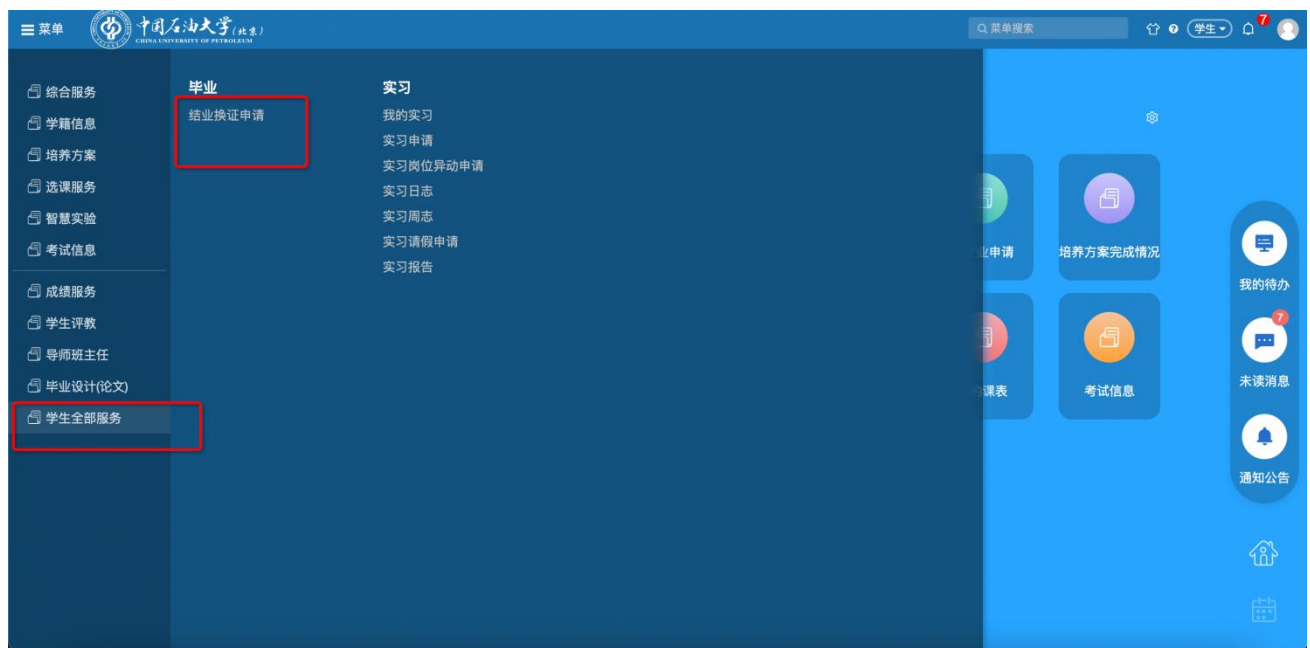 菜单
中国石油大学(北京)
CHINA UNIVERSITY OF PETROLEUM
菜单搜索
学生
7
综合服务
学籍信息
培养方案
选课服务
智慧实验
考试信息
成绩服务
学生评教
导师班主任
毕业设计(论文)
学生全部服务
毕业
结业换证申请
实习
我的实习
实习申请
实习岗位异动申请
实习日志
实习周志
实习请假申请
实习报告
业申请
培养方案完成情况
课表
考试信息
我的待办
7
未读消息
通知公告